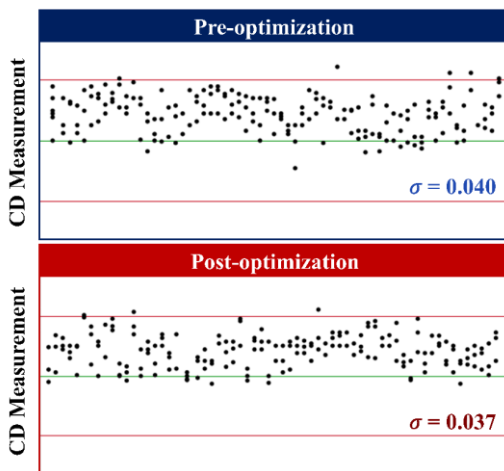 Pre-optimization
CD Measurement
σ = 0.040
Post-optimization
CD Measurement
σ = 0.037